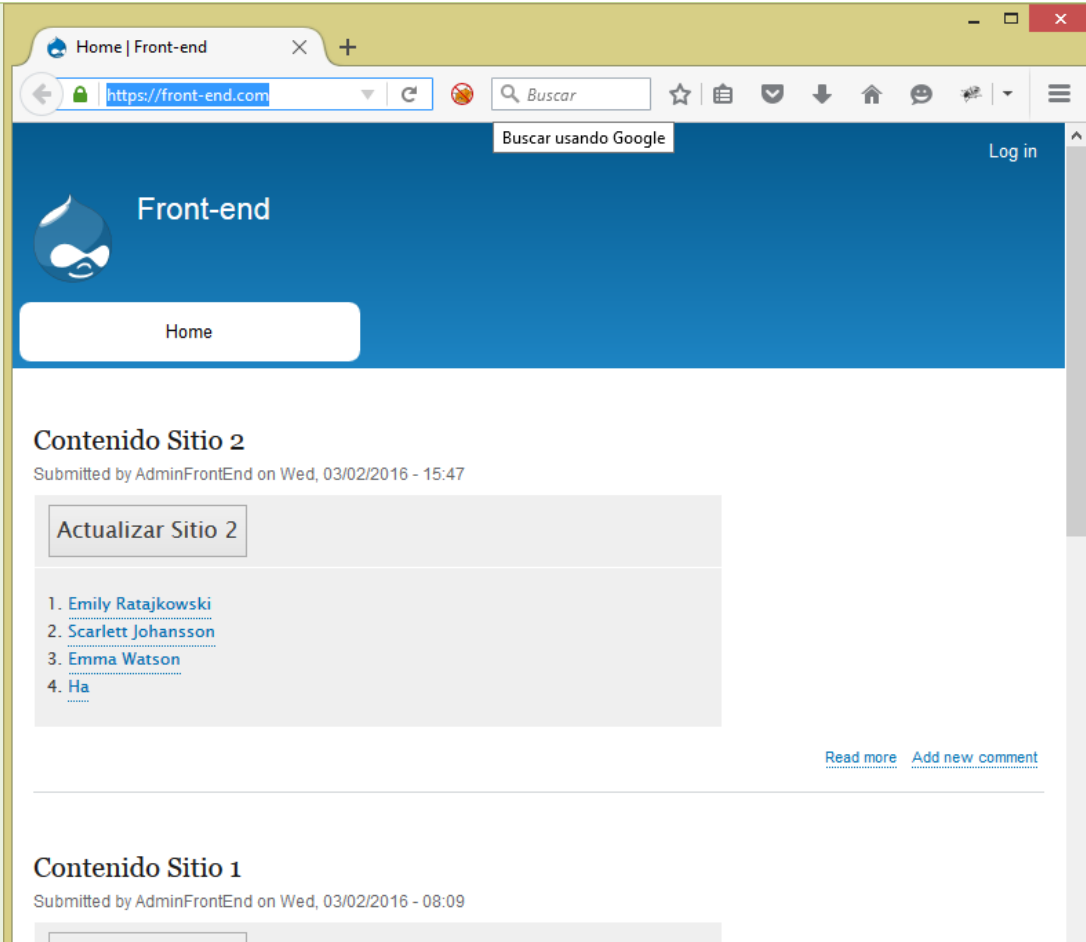 Home | Front-end
https://front-end.com
Buscar
Buscar usando Google
Log in
Front-end
Home
Contenido Sitio 2
Submitted by AdminFrontEnd on Wed, 03/02/2016 - 15:47
Actualizar Sitio 2
1. Emily Ratajkowski
2. Scarlett Johansson
3. Emma Watson
4. Ha
Read more Add new comment
Contenido Sitio 1
Submitted by AdminFrontEnd on Wed, 03/02/2016 - 08:09